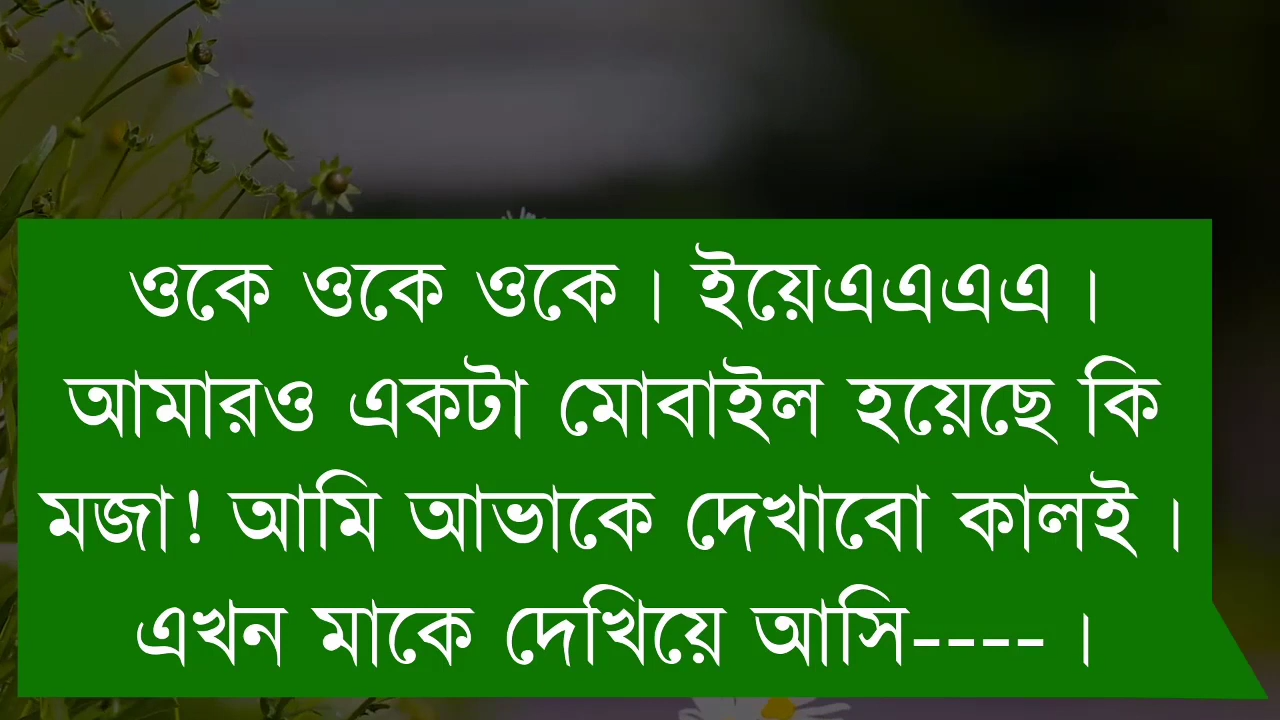 ওকে ওকে ওকে। ইয়েএএএএ।
আমারও একটা মোবাইল হয়েছে কি
মজা! আমি আভাকে দেখাবো কালই।
এখন মাকে দেখিয়ে আসি----।